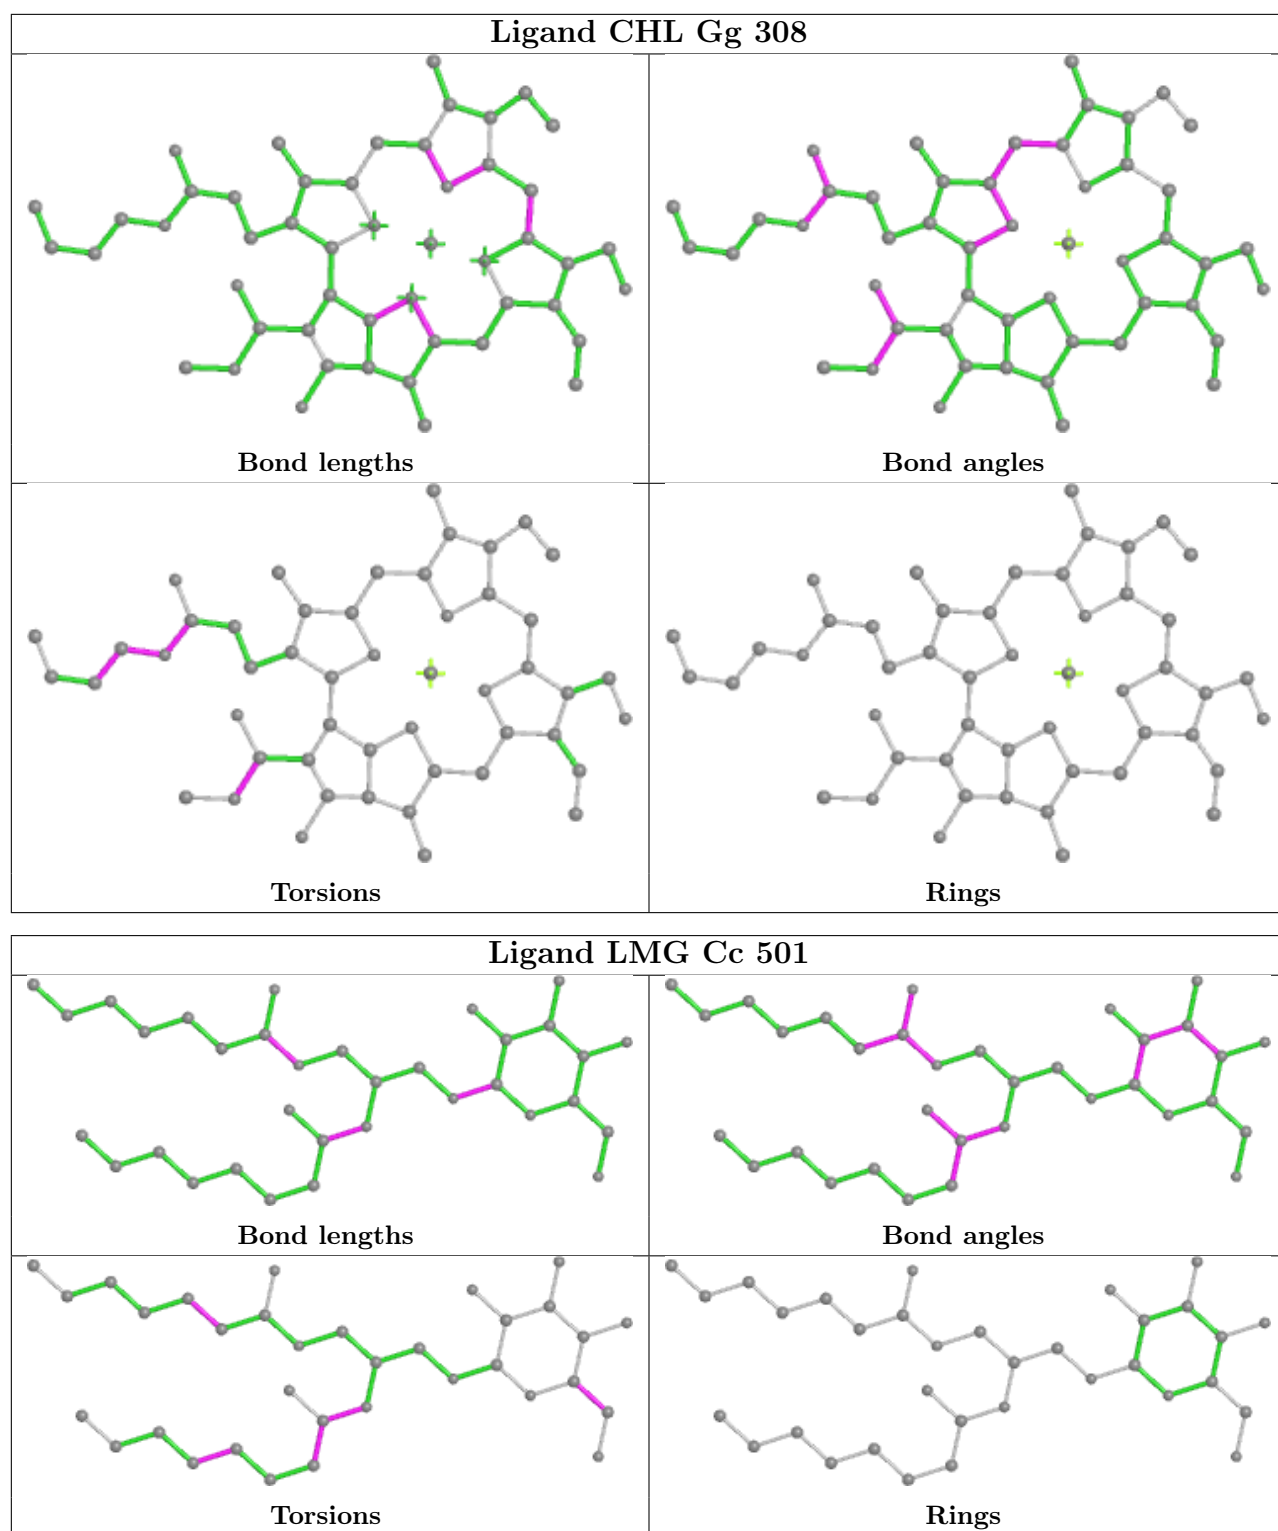 Ligand CHL Gg 308
Bond lengths
Bond angles
Torsions
Rings
Ligand LMG Cc 501
Bond lengths
Bond angles
Torsions
Rings